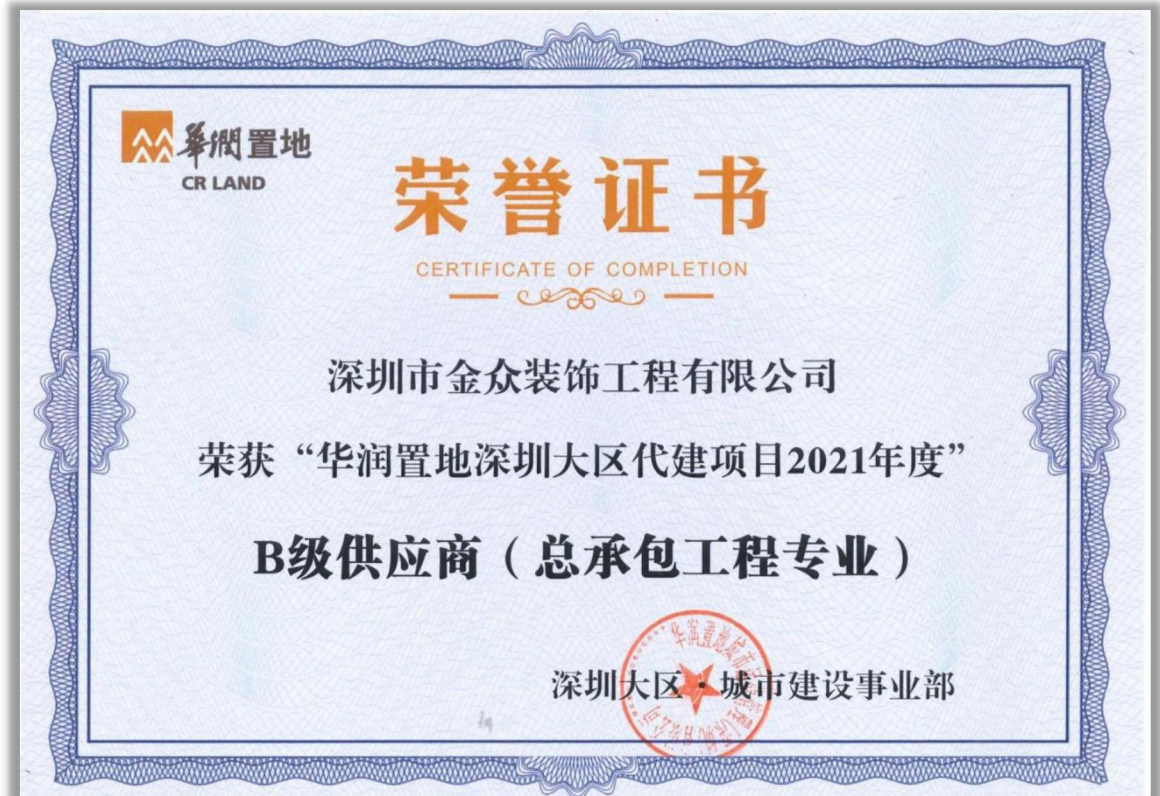 華潤置地
CR LAND
荣誉证书
CERTIFICATE OF COMPLETION
深圳市金众装饰工程有限公司
荣获“华润置地深圳大区代建项目2021年度”
B级供应商（总承包工程专业）
深圳大区·城市建设事业部